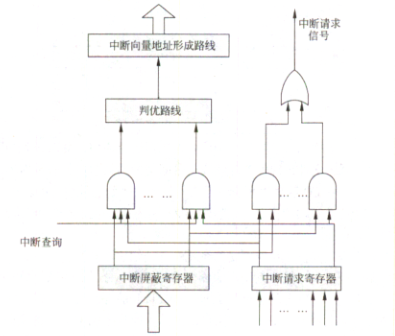 中断请求
信号
中断向量地址形成路线
判优路线
… …
… …
中断查询
中断屏蔽寄存器
中断请求寄存器
… …